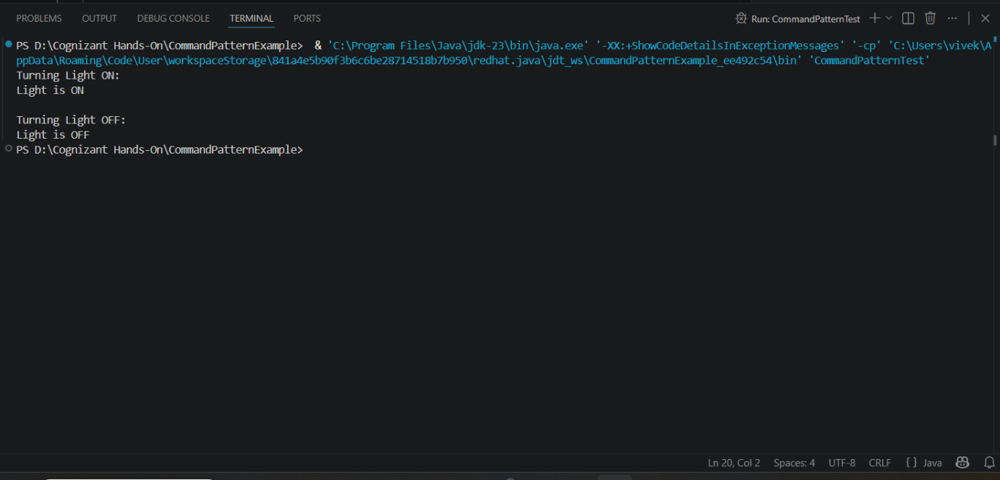 PROBLEMS OUTPUT DEBUG CONSOLE TERMINAL PORTS Run: CommandPatternTest
PS D:\Cognizant Hands-On\CommandPatternExample>  & 'C:\Program Files\Java\jdk-23\bin\java.exe' '-XX:+ShowCodeDetailsInExceptionMessages' '-cp' 'C:\Users\vivek\A
ppData\Roaming\Code\User\workspaceStorage\841a4e5b90f3b6c6be28714518b7b950\redhat.java\jdt_ws\CommandPatternExample_ee492c54\bin' 'CommandPatternTest'
Turning Light ON:
Light is ON
Turning Light OFF:
Light is OFF
PS D:\Cognizant Hands-On\CommandPatternExample>
Ln 20, Col 2 Spaces: 4 UTF-8 CRLF {} Java